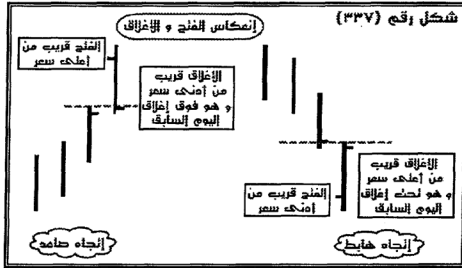 شكل رقم (٣٣٧)
إنعكاس الفتح و الإغلاق
الفتح قريب من
أعلى سعر
الإغلاق قريب
من أدنى سعر
و هو فوق إغلاق
اليوم السابق
الإغلاق قريب
من أعلى سعر
و هو تحت إغلاق
اليوم السابق
الفتح قريب من
أدنى سعر
إتجاه صاعد
إتجاه هابط